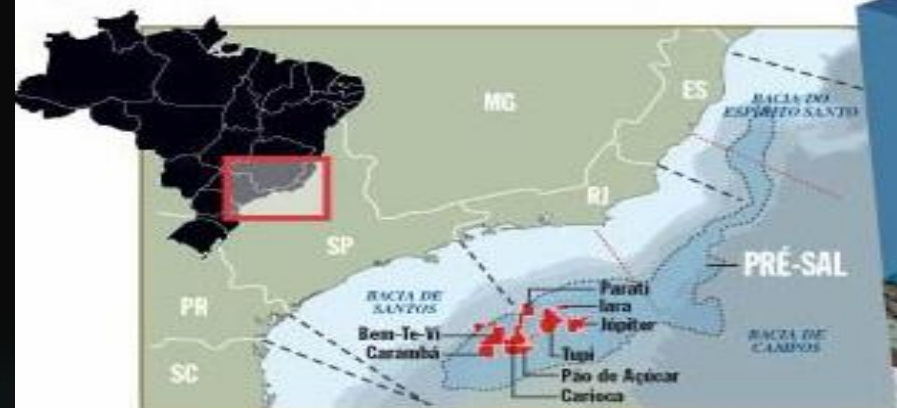 MG
ES
BACIA DO
ESPÍRITO SANTO
RJ
SP
PRÉ-SAL
PR
BACIA DE
SANTOS
Parati
Iara
Júpiter
Bem-Te-Vi
Carambá
Tupi
Pão de Açúcar
Carioca
BACIA DE
CAMPOS
SC